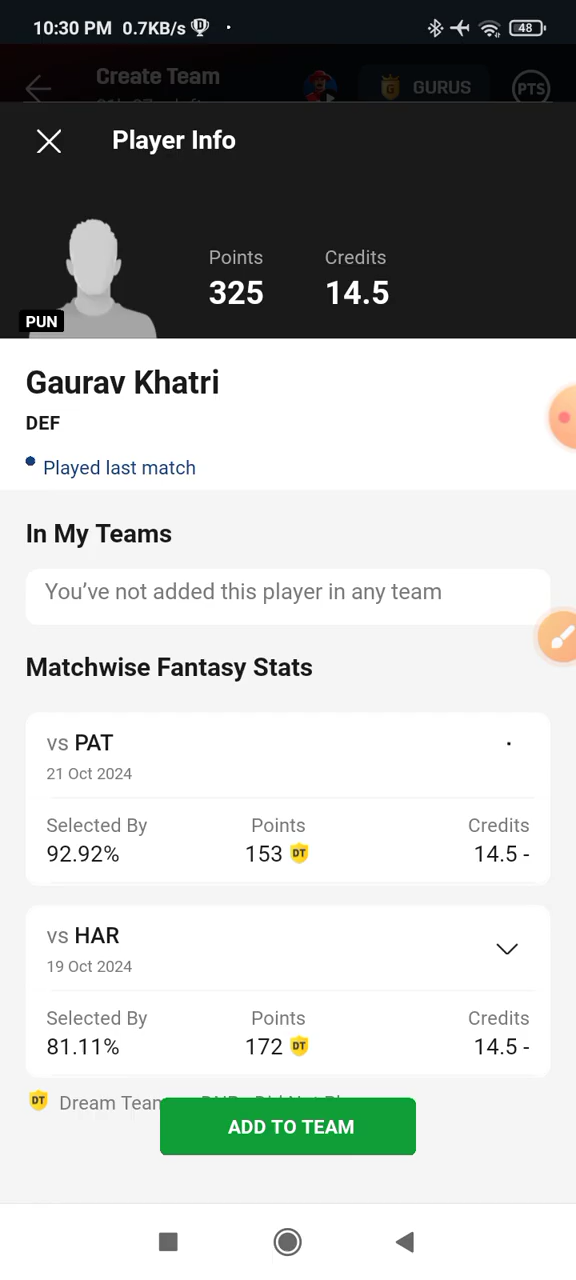 10:30 PM 0.7KB/s
48
Create Team
GURUS
PTS
Player Info
Points
Credits
325
14.5
PUN
Gaurav Khatri
DEF
Played last match
In My Teams
You've not added this player in any team
Matchwise Fantasy Stats
vs PAT
21 Oct 2024
Selected By Points Credits
92.92% 153 DT 14.5 -
vs HAR
19 Oct 2024
Selected By Points Credits
81.11% 172 DT 14.5 -
DT Dream Team
ADD TO TEAM